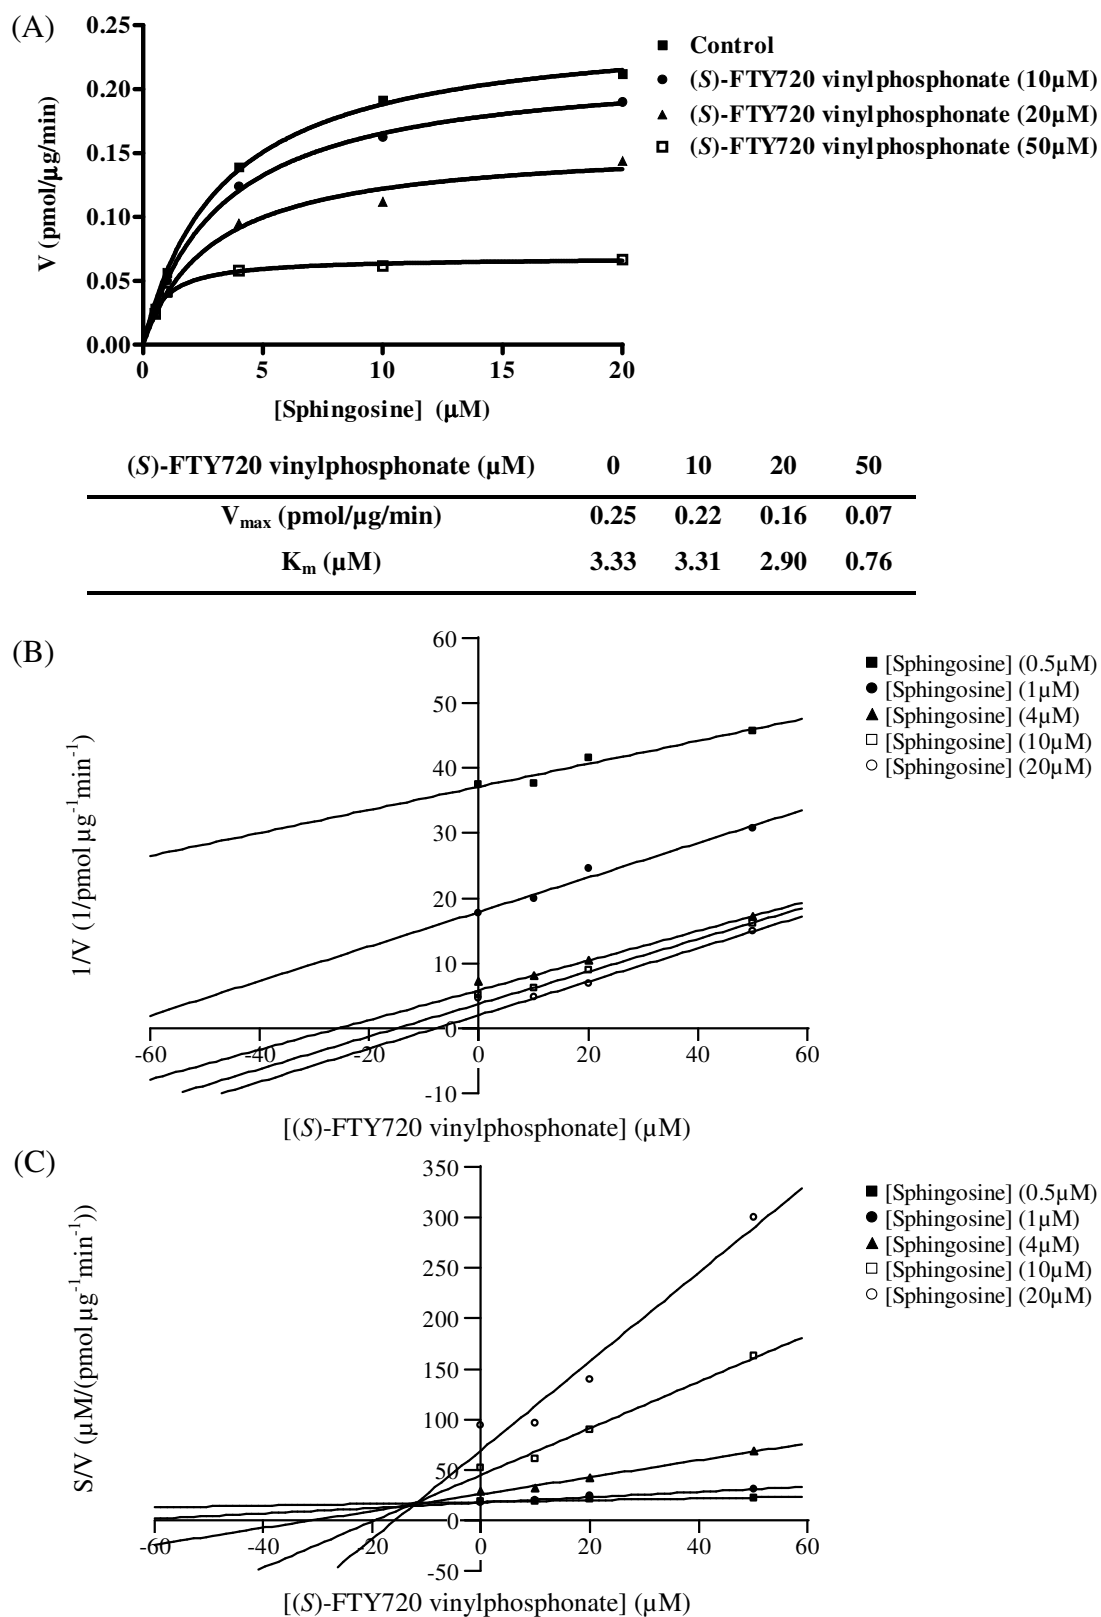 (A)
0.25
0.20
0.15
0.10
0.05
0.00
V (pmol/µg/min)
0 5 10 15 20
[Sphingosine] (µM)
Control
(S)-FTY720 vinylphosphonate (10µM)
(S)-FTY720 vinylphosphonate (20µM)
(S)-FTY720 vinylphosphonate (50µM)
(S)-FTY720 vinylphosphonate (µM) 0 10 20 50
Vmax (pmol/µg/min) 0.25 0.22 0.16 0.07
Km (µM) 3.33 3.31 2.90 0.76
(B)
60
50
40
30
20
10
0
-10
1/V (1/pmol µg-1min-1)
-60 -40 -20 0 20 40 60
[(S)-FTY720 vinylphosphonate] (µM)
[Sphingosine] (0.5µM)
[Sphingosine] (1µM)
[Sphingosine] (4µM)
[Sphingosine] (10µM)
[Sphingosine] (20µM)
(C)
350
300
250
200
150
100
50
0
-50
S/V (µM/(pmol µg-1min-1))
-60 -40 -20 0 20 40 60
[(S)-FTY720 vinylphosphonate] (µM)
[Sphingosine] (0.5µM)
[Sphingosine] (1µM)
[Sphingosine] (4µM)
[Sphingosine] (10µM)
[Sphingosine] (20µM)